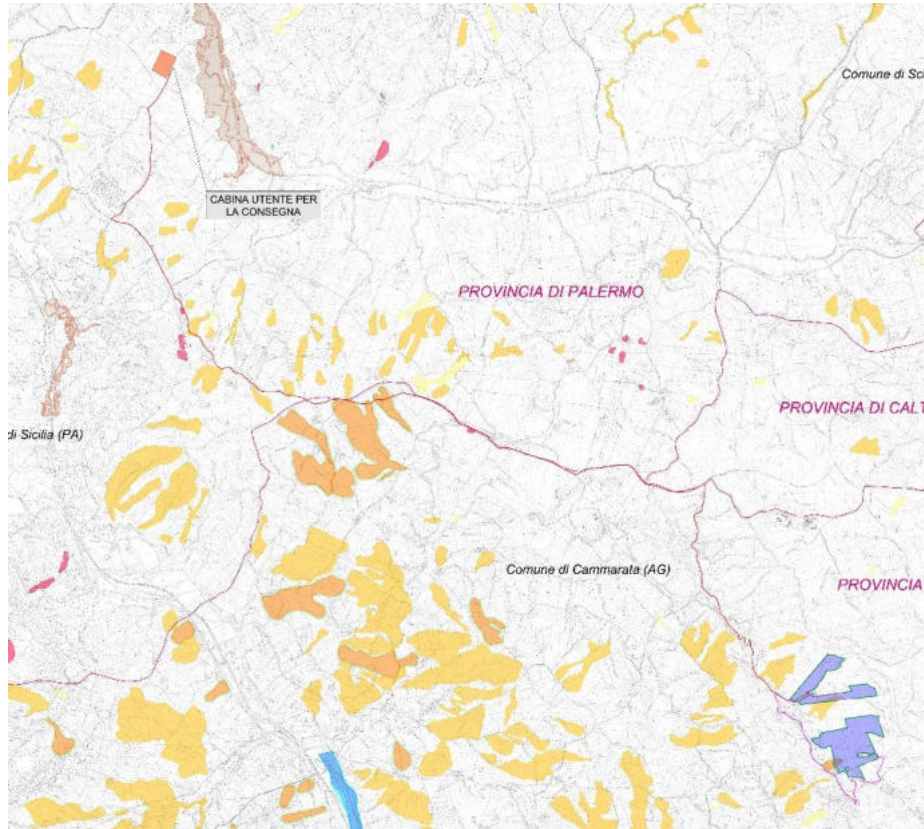 Comune di Sc
CABINA UTENTE PER
LA CONSEGNA
PROVINCIA DI PALERMO
PROVINCIA DI CALT
di Sicilia (PA)
Comune di Cammarata (AG)
PROVINCIA